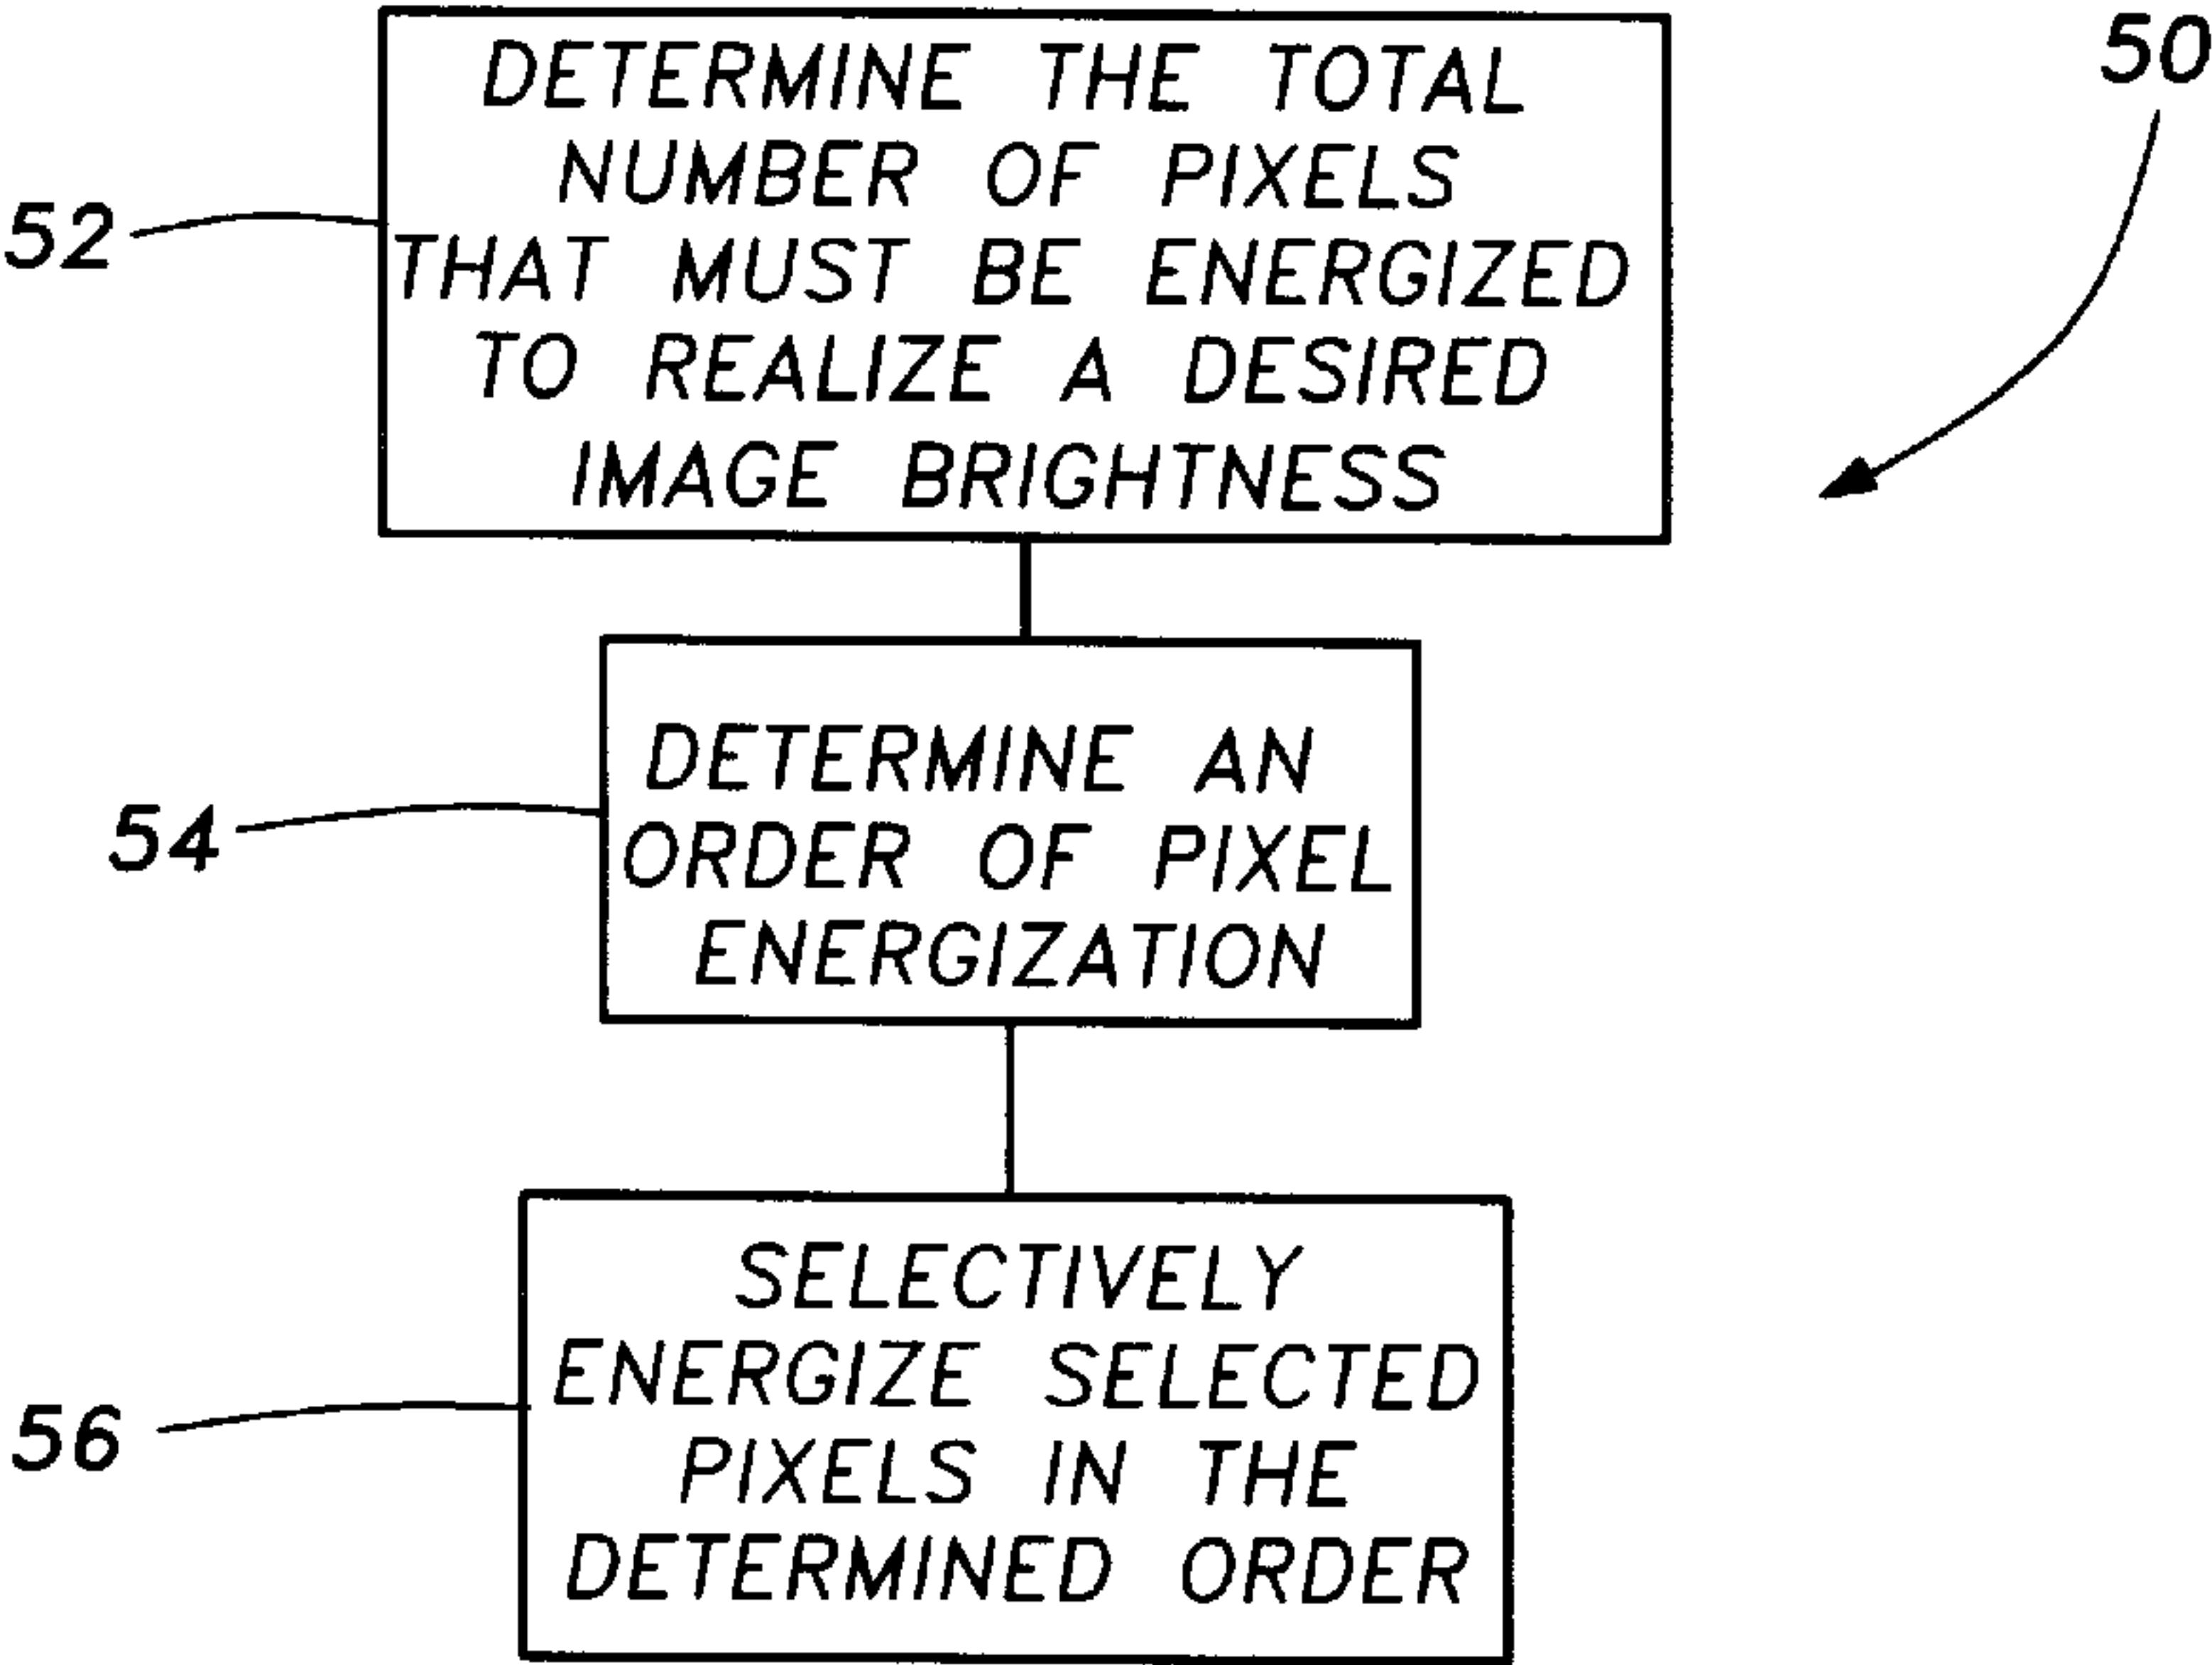 50
52
DETERMINE THE TOTAL
NUMBER OF PIXELS
THAT MUST BE ENERGIZED
TO REALIZE A DESIRED
IMAGE BRIGHTNESS
54
DETERMINE AN
ORDER OF PIXEL
ENERGIZATION
56
SELECTIVELY
ENERGIZE SELECTED
PIXELS IN THE
DETERMINED ORDER